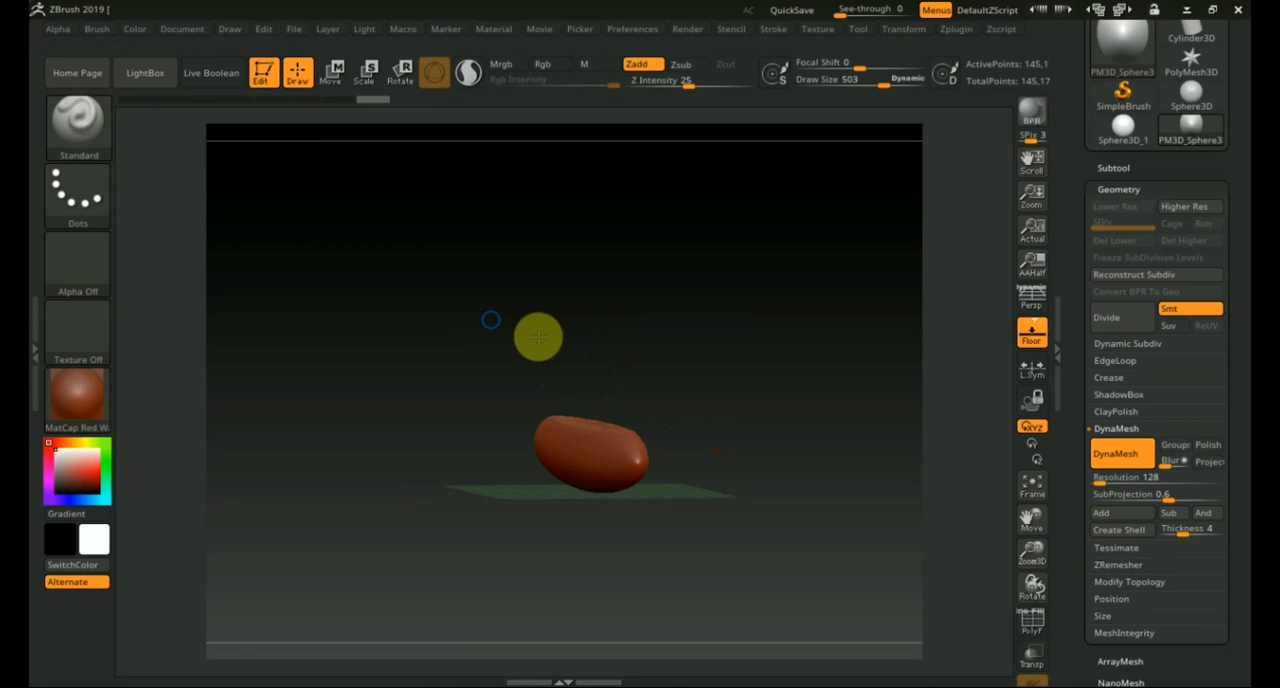 ZBrush 2019 [
AC QuickSave See-through 0 Menus DefaultZScript
Alpha Brush Color Document Draw Edit File Layer Light Macro Marker Material Movie Picker Preferences Render Stencil Stroke Texture Tool Transform Zplugin Zscript
Home Page LightBox Live Boolean Edit Draw Move Scale Rotate
Mrgb Rgb M Zadd Zsub Zcut
Rgb Intensity Z Intensity 25
Focal Shift 0
Draw Size 503 Dynamic
ActivePoints: 145,1
TotalPoints: 145,17
Standard
Dots
Alpha Off
Texture Off
MatCap Red W
Gradient
SwitchColor
Alternate
BPR
SPix 3
Scroll
Zoom
Actual
AAHalf
Persp
Floor
L.Sym
XYZ
Frame
Move
Zoom3D
Rotate
PolyF
Transp
Cylinder3D
PM3D_Sphere3 PolyMesh3D
SimpleBrush Sphere3D
Sphere3D_1 PM3D_Sphere3
Subtool
Geometry
Lower Res Higher Res
SDiv Cage Rstr
Del Lower Del Higher
Freeze SubDivision Levels
Reconstruct Subdiv
Convert BPR To Geo
Divide Smt
Suv ReUV
Dynamic Subdiv
EdgeLoop
Crease
ShadowBox
ClayPolish
DynaMesh
DynaMesh Group: Polish
Blur Projec
Resolution 128
SubProjection 0.6
Add Sub And
Create Shell Thickness 4
Tessimate
ZRemesher
Modify Topology
Position
Size
MeshIntegrity
ArrayMesh
NanoMesh